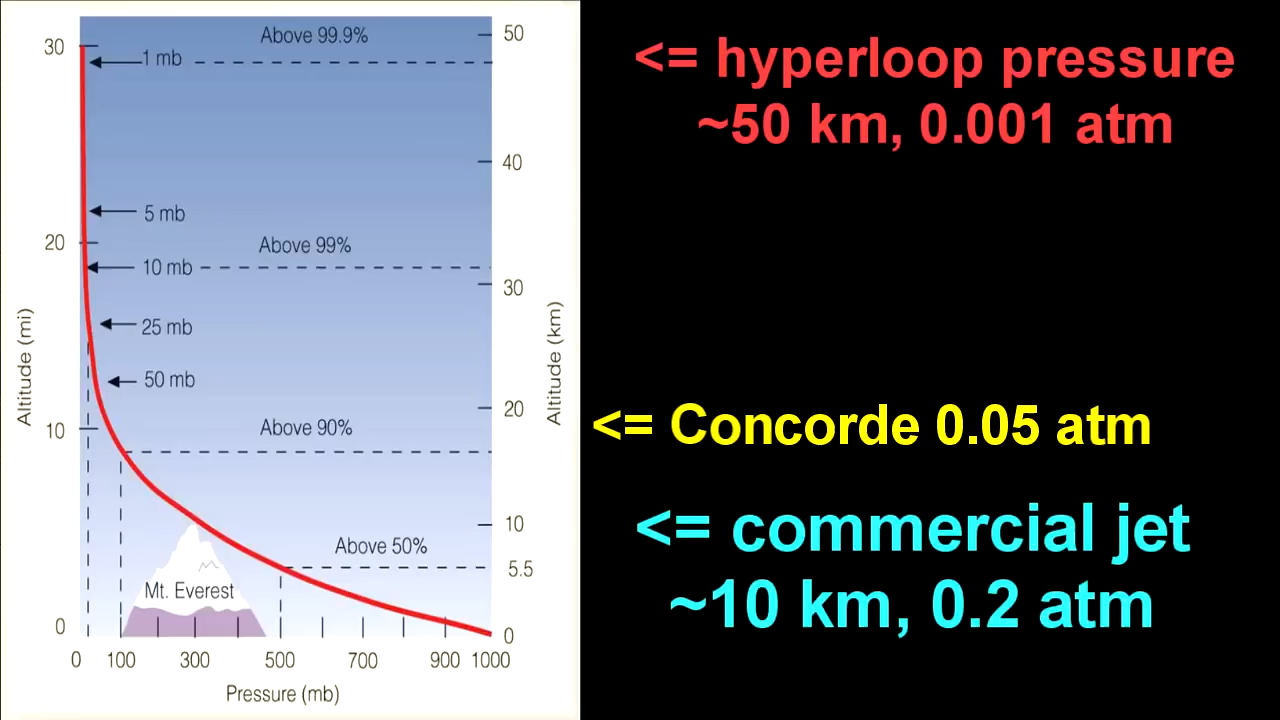 Above 99.9%
30
50
1 mb
40
5 mb
20
Above 99%
10 mb
30
25 mb
50 mb
Altitude (mi)
Altitude (km)
20
10
Above 90%
10
Above 50%
5.5
Mt. Everest
0
0
0 100 300 500 700 900 1000
Pressure (mb)
<= hyperloop pressure
~50 km, 0.001 atm
<= Concorde 0.05 atm
<= commercial jet
~10 km, 0.2 atm